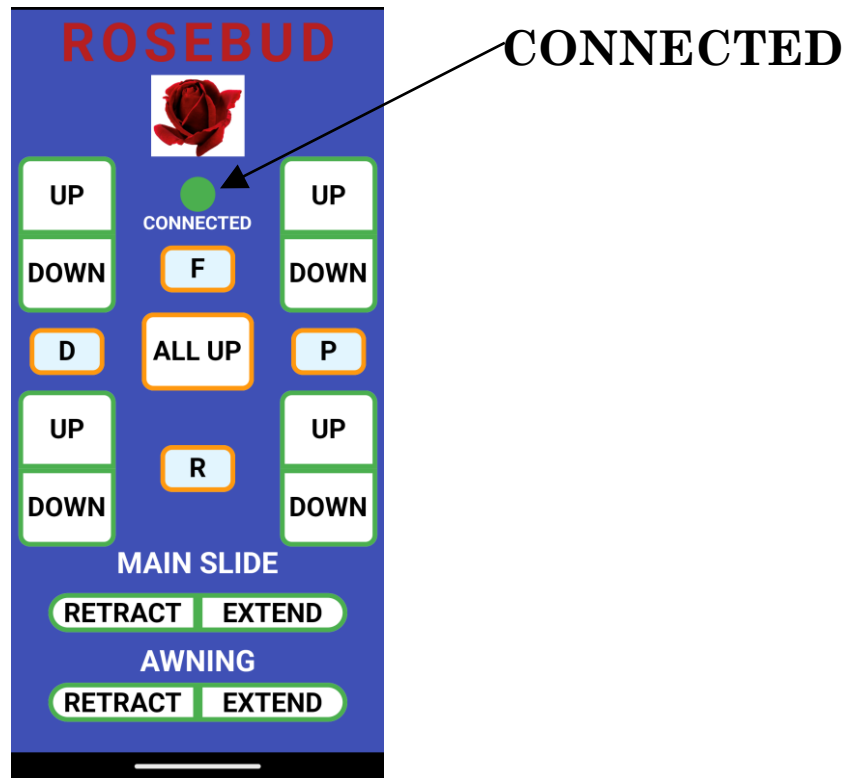 ROSEBUD
CONNECTED
UP UP
CONNECTED
DOWN F DOWN
D ALL UP P
UP UP
R
DOWN DOWN
MAIN SLIDE
RETRACT EXTEND
AWNING
RETRACT EXTEND